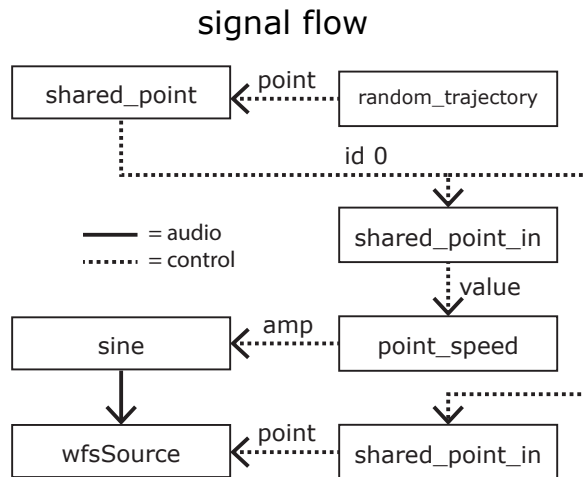 signal flow
shared_point
point
random_trajectory
id 0
shared_point_in
= audio
= control
value
sine
amp
point_speed
wfsSource
point
shared_point_in